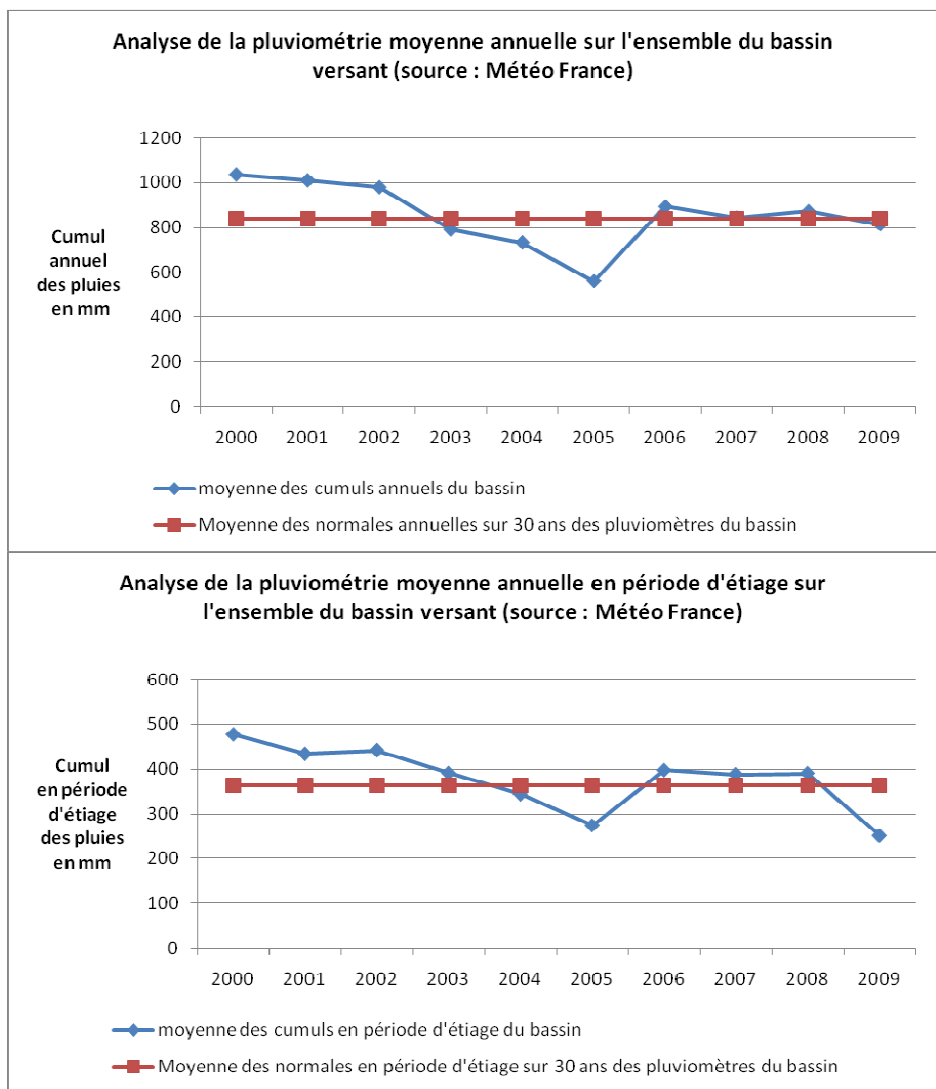 Analyse de la pluviométrie moyenne annuelle sur l'ensemble du bassin
versant (source : Météo France)
1200
1000
800
600
400
200
0
Cumul
annuel
des pluies
en mm
2000 2001 2002 2003 2004 2005 2006 2007 2008 2009
moyenne des cumuls annuels du bassin
Moyenne des normales annuelles sur 30 ans des pluviomètres du bassin
Analyse de la pluviométrie moyenne annuelle en période d'étiage sur
l'ensemble du bassin versant (source : Météo France)
600
500
400
300
200
100
0
Cumul
en période
d'étiage
des pluies
en mm
2000 2001 2002 2003 2004 2005 2006 2007 2008 2009
moyenne des cumuls en période d'étiage du bassin
Moyenne des normales en période d'étiage sur 30 ans des pluviomètres du bassin